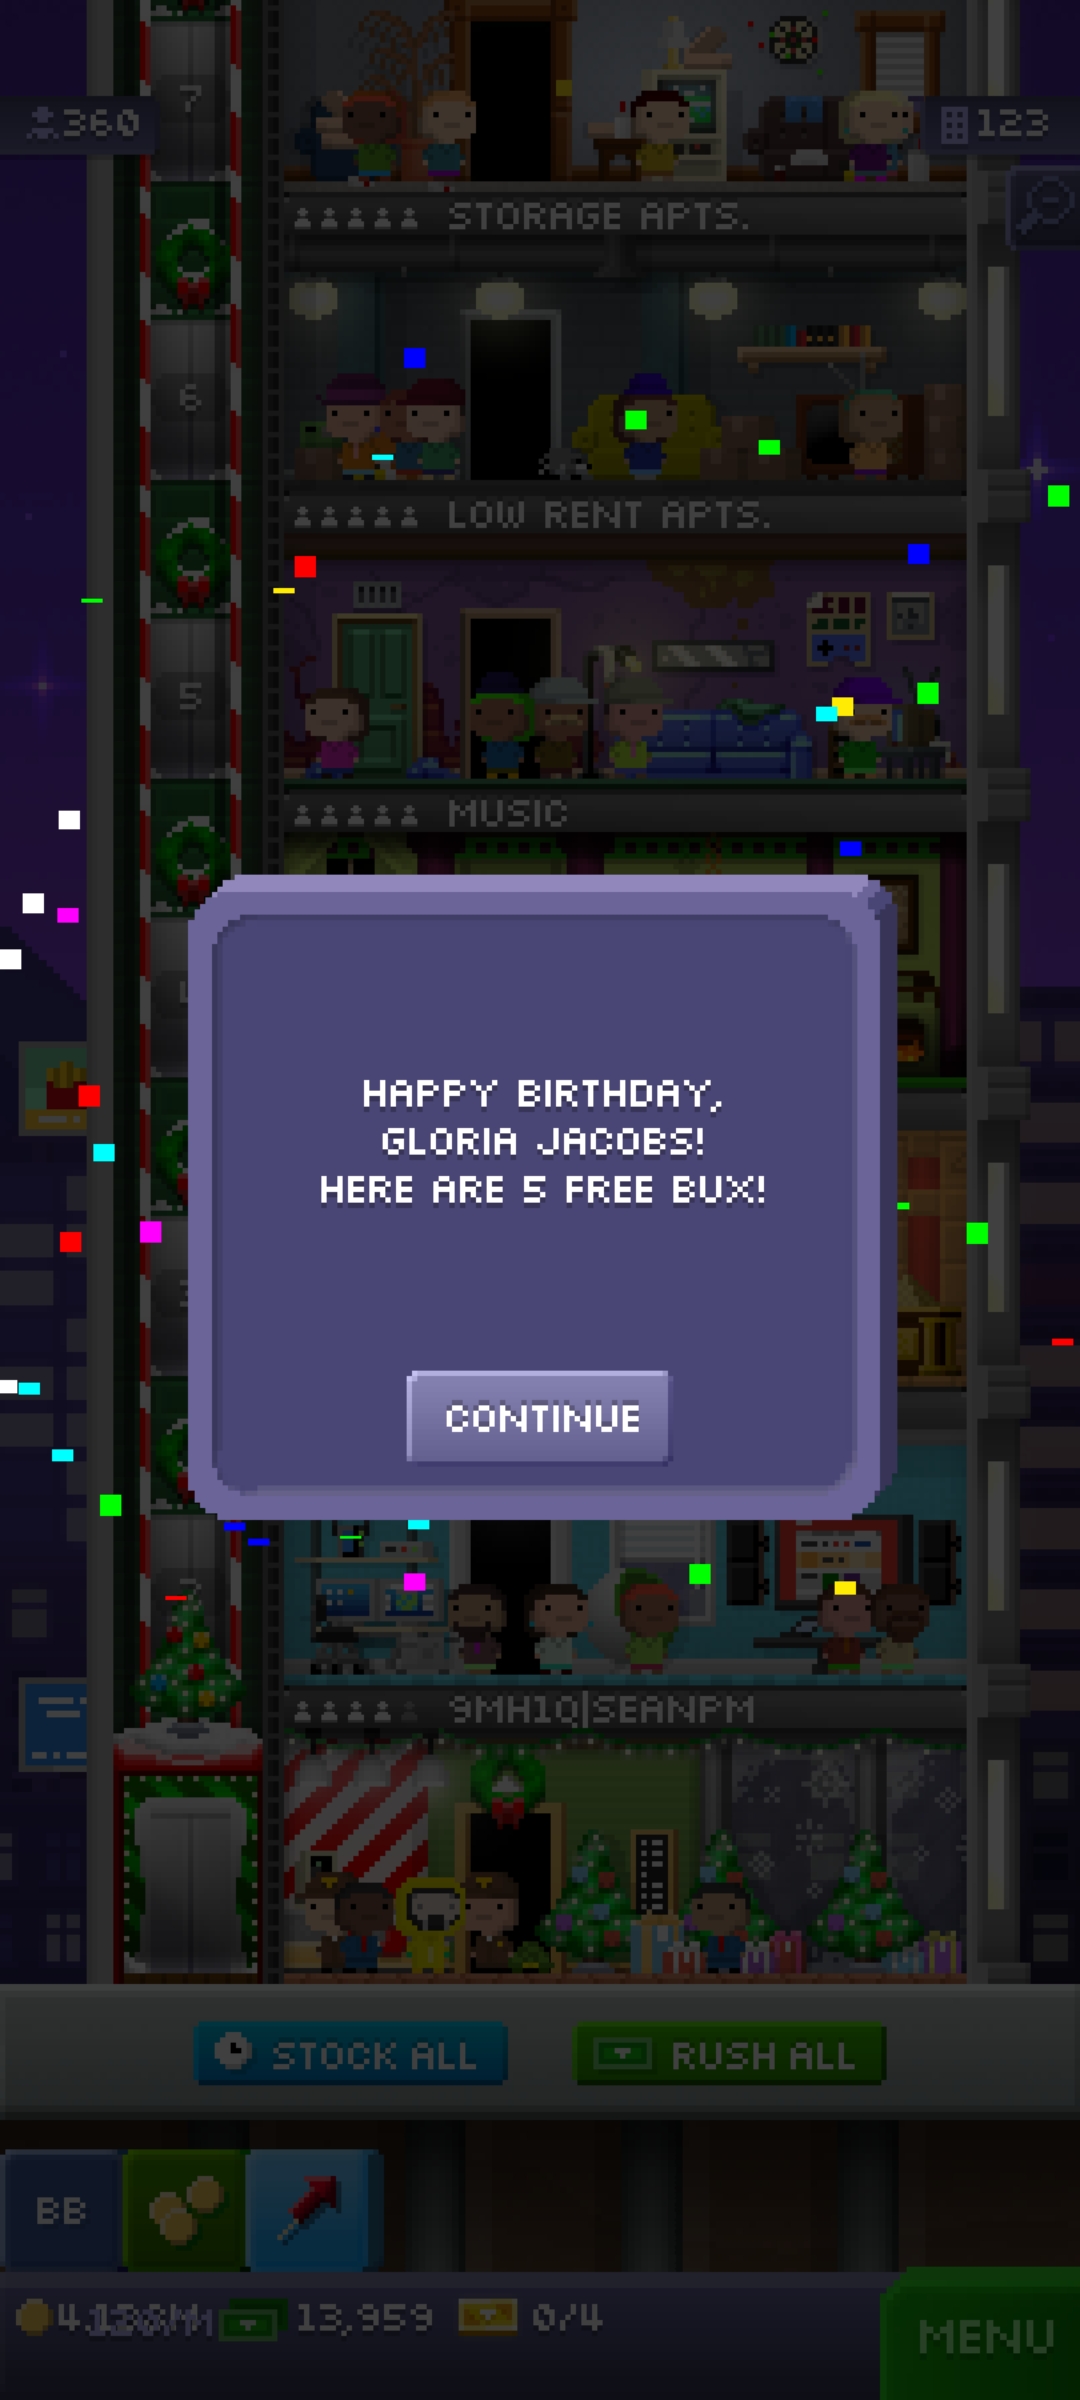 7
360
123
STORAGE APTS.
6
LOW RENT APTS.
5
MUSIC
HAPPY BIRTHDAY,
GLORIA JACOBS!
HERE ARE 5 FREE BUX!
CONTINUE
9MH1Q|SEANPM
STOCK ALL
RUSH ALL
BB
13,959
0/4
MENU